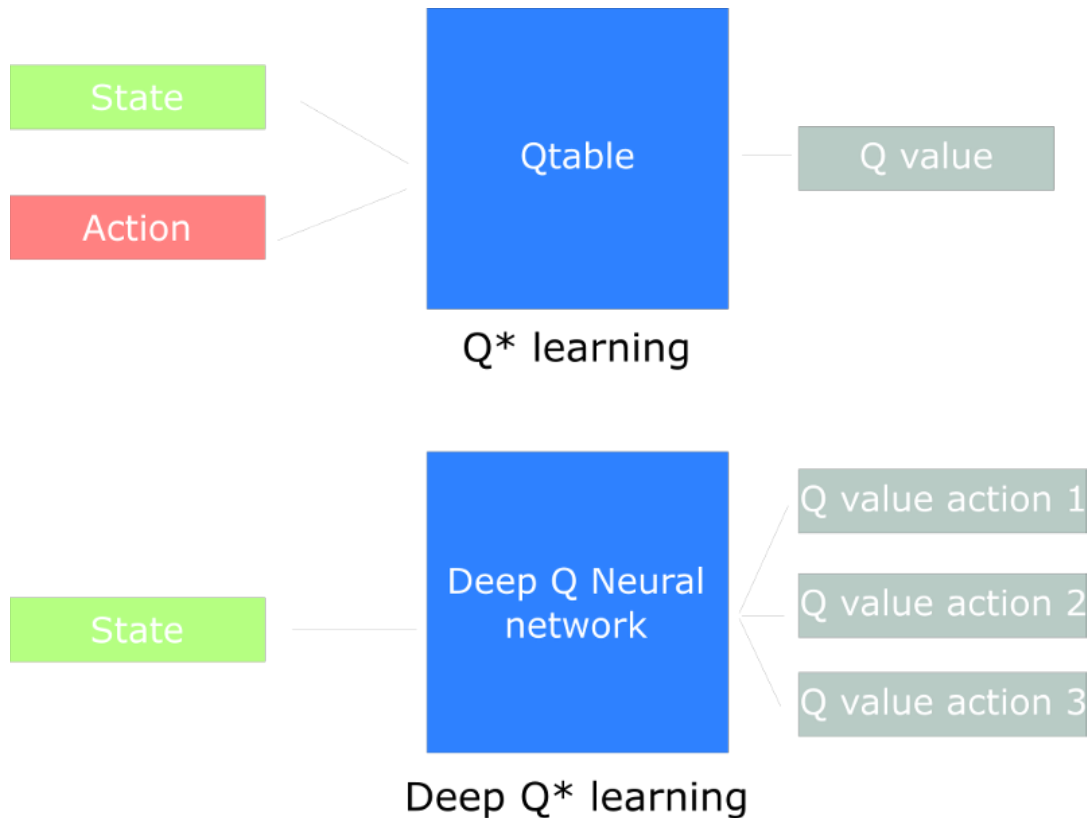 State
Action
Qtable
Q value
Q* learning
State
Deep Q Neural
network
Q value action 1
Q value action 2
Q value action 3
Deep Q* learning